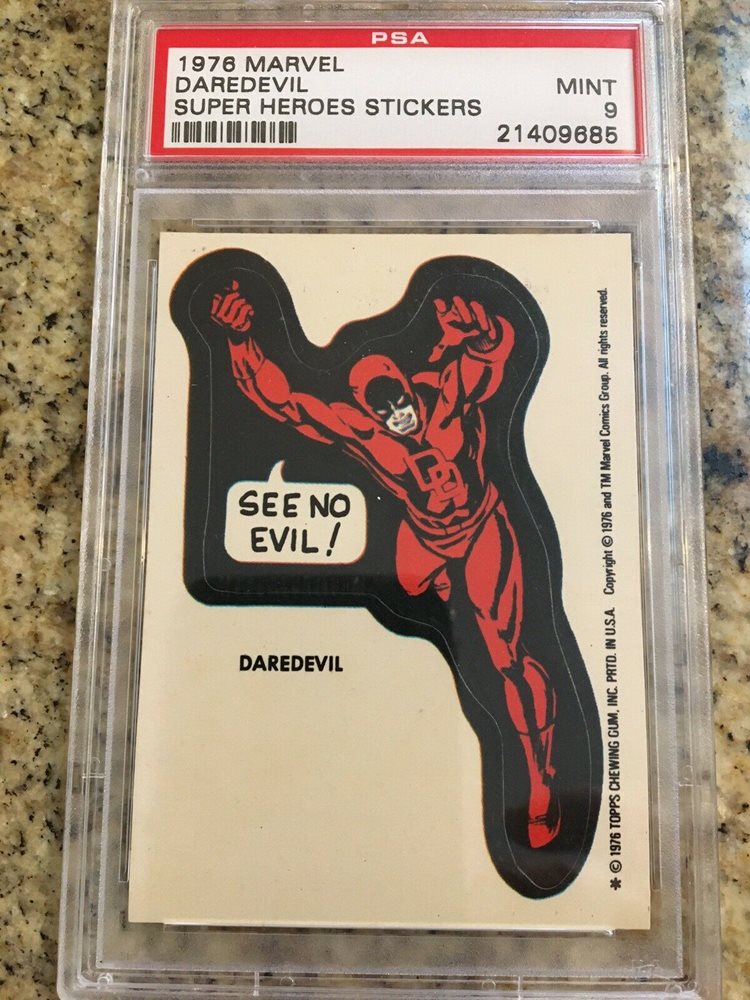 PSA
1976 MARVEL
DAREDEVIL
SUPER HEROES STICKERS
MINT
9
21409685
SEE NO
EVIL!
DD
DAREDEVIL
* © 1976 TOPPS CHEWING GUM, INC. PRTD. IN U.S.A. Copyright © 1976 and TM Marvel Comics Group. All rights reserved.